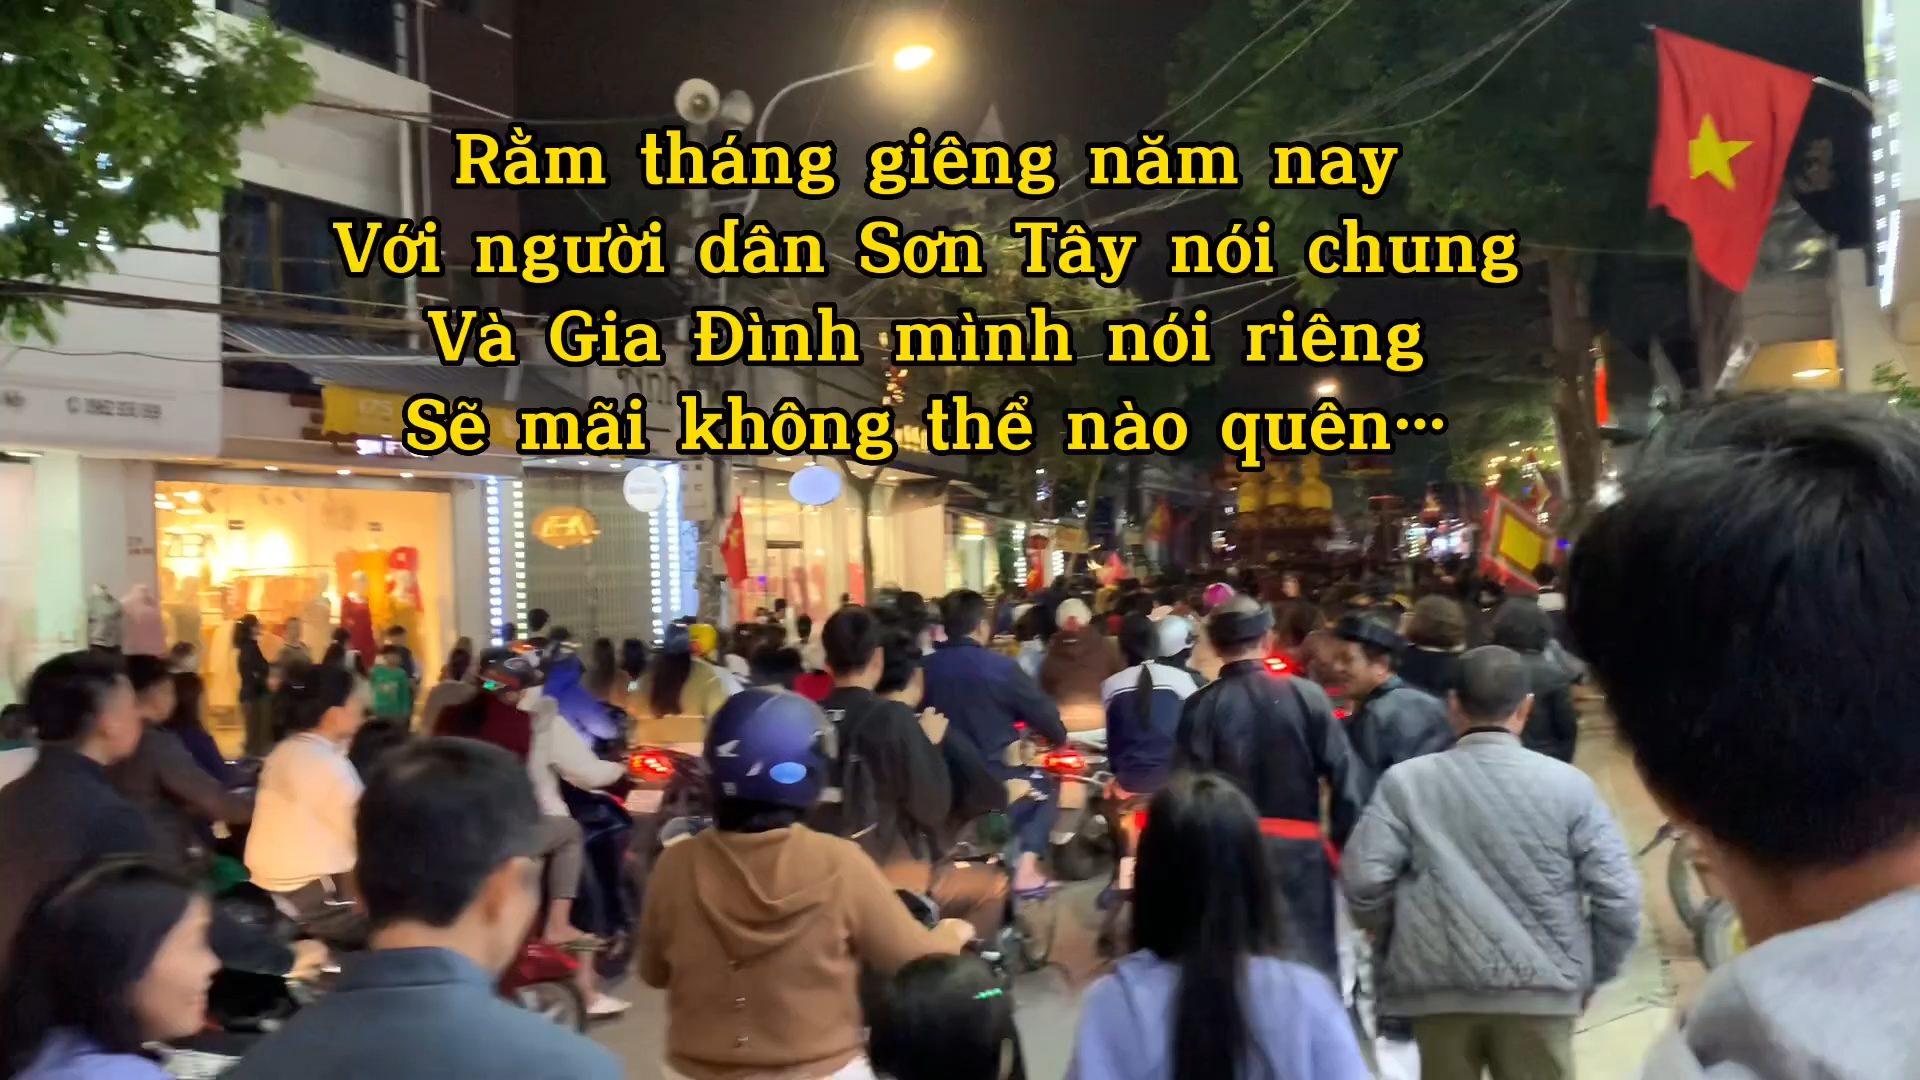 Rằm tháng giêng năm nay
Với người dân Sơn Tây nói chung
Và Gia Đình mình nói riêng
Sẽ mãi không thể nào quên...